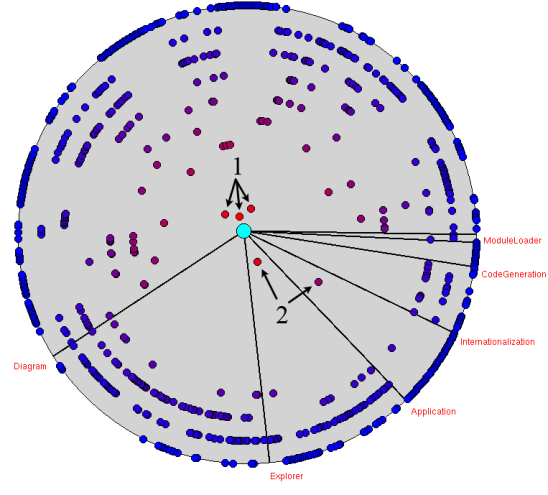 1
ModuleLoader
CodeGeneration
2
Internationalization
Diagram
Application
Explorer